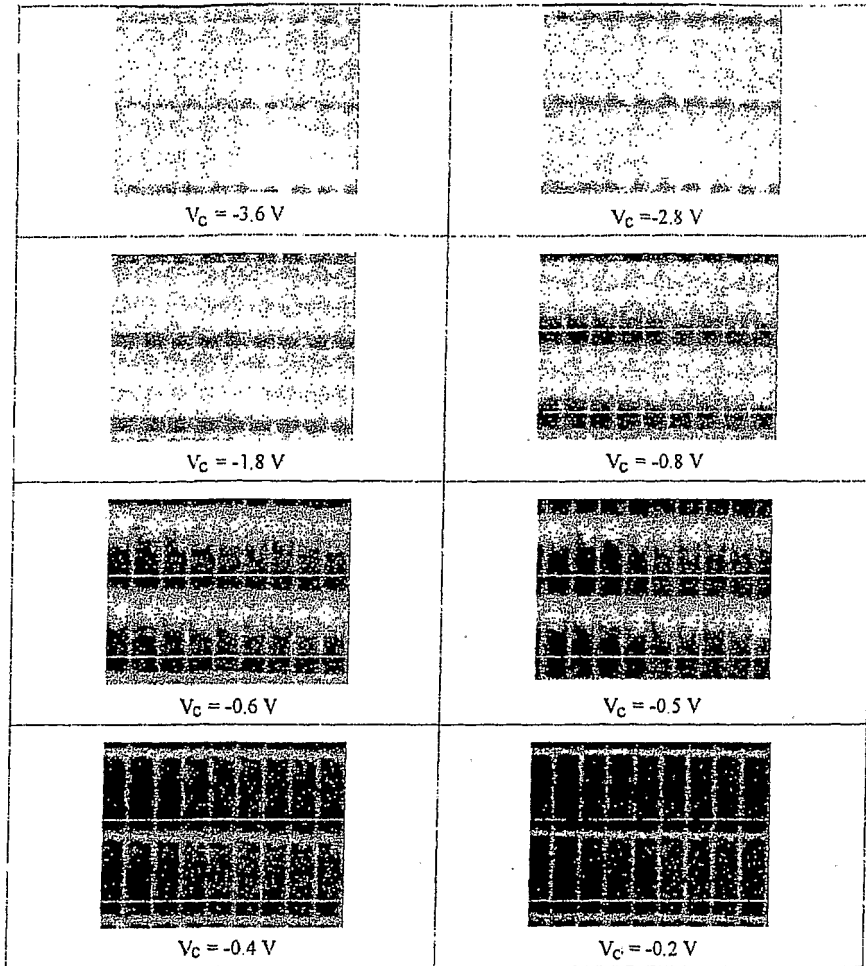 V_C = -3.6 V
V_C = -2.8 V
V_C = -1.8 V
V_C = -0.8 V
V_C = -0.6 V
V_C = -0.5 V
V_C = -0.4 V
V_C = -0.2 V